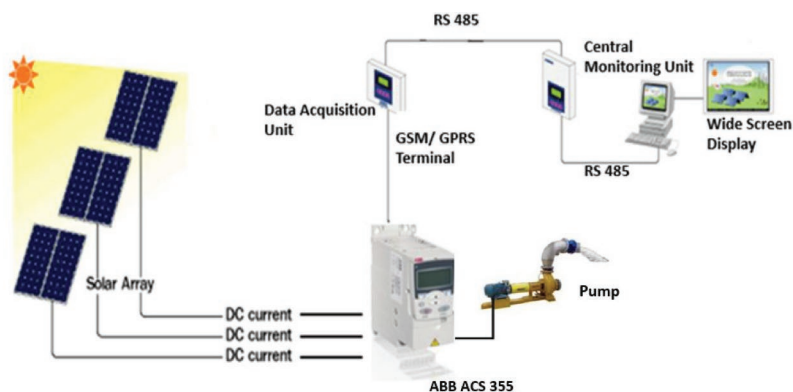 RS 485
Central
Monitoring Unit
Data Acquisition
Unit
Wide Screen
Display
GSM/ GPRS
Terminal
RS 485
Solar Array
Pump
DC current
DC current
DC current
ABB ACS 355